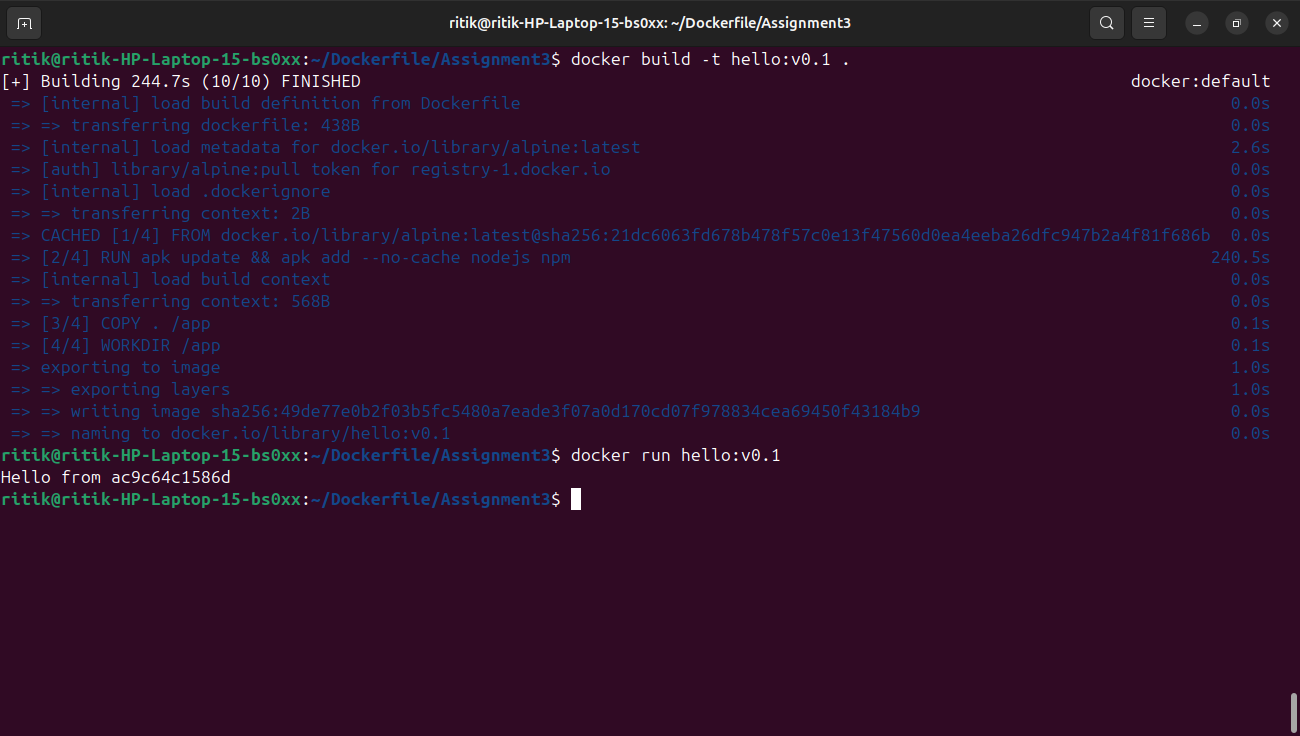 ritik@ritik-HP-Laptop-15-bs0xx: ~/Dockerfile/Assignment3
ritik@ritik-HP-Laptop-15-bs0xx:~/Dockerfile/Assignment3$ docker build -t hello:v0.1 .
[+] Building 244.7s (10/10) FINISHED docker:default
=> [internal] load build definition from Dockerfile 0.0s
=> => transferring dockerfile: 438B 0.0s
=> [internal] load metadata for docker.io/library/alpine:latest 2.6s
=> [auth] library/alpine:pull token for registry-1.docker.io 0.0s
=> [internal] load .dockerignore 0.0s
=> => transferring context: 2B 0.0s
=> CACHED [1/4] FROM docker.io/library/alpine:latest@sha256:21dc6063fd678b478f57c0e13f47560d0ea4eeba26dfc947b2a4f81f686b 0.0s
=> [2/4] RUN apk update && apk add --no-cache nodejs npm 240.5s
=> [internal] load build context 0.0s
=> => transferring context: 568B 0.0s
=> [3/4] COPY . /app 0.1s
=> [4/4] WORKDIR /app 0.1s
=> exporting to image 1.0s
=> => exporting layers 1.0s
=> => writing image sha256:49de77e0b2f03b5fc5480a7eade3f07a0d170cd07f978834cea69450f43184b9 0.0s
=> => naming to docker.io/library/hello:v0.1 0.0s
ritik@ritik-HP-Laptop-15-bs0xx:~/Dockerfile/Assignment3$ docker run hello:v0.1
Hello from ac9c64c1586d
ritik@ritik-HP-Laptop-15-bs0xx:~/Dockerfile/Assignment3$